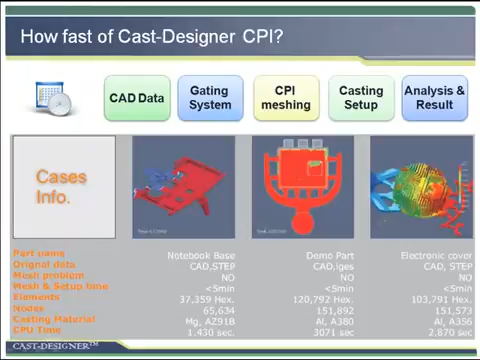 How fast of Cast-Designer CPI?
CAD Data
Gating System
CPI meshing
Casting Setup
Analysis & Result
Cases Info.
Part name Notebook Base Demo Part Electronic cover
Orignal data CAD,STEP CAD,iges CAD, STEP
Mesh problem NO NO NO
Mesh & Setup time <5min <5min <5min
Elements 37,359 Hex. 120,792 Hex. 103,791 Hex.
Nodes 65,634 151,892 151,573
Casting Material Mg, AZ91B Al, A380 Al, A356
CPU Time 1.430 sec. 3071 sec 2,870 sec.
CAST-DESIGNER™